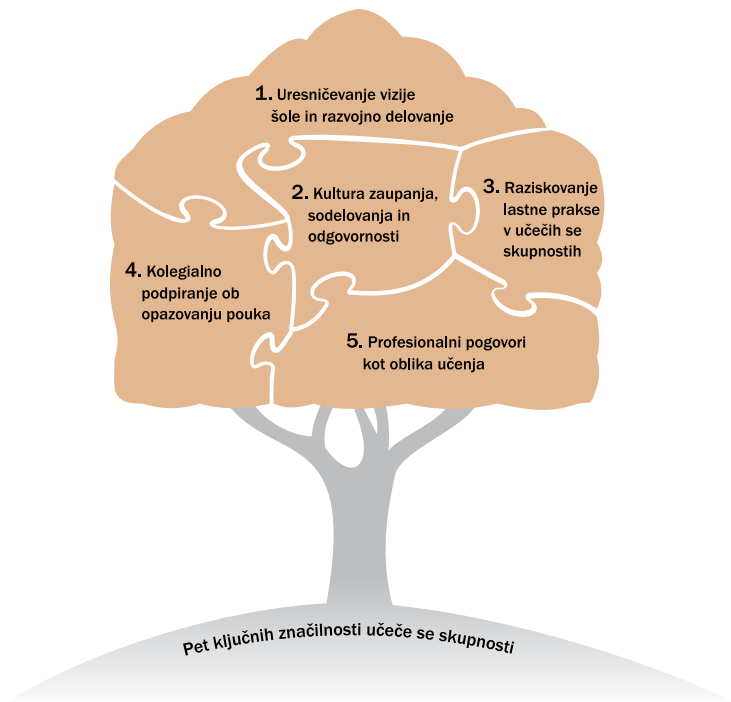 1. Uresničevanje vizije
šole in razvojno delovanje
2. Kultura zaupanja,
sodelovanja in
odgovornosti
3. Raziskovanje
lastne prakse
v učečih se
skupnostih
4. Kolegialno
podpiranje ob
opazovanju pouka
5. Profesionalni pogovori
kot oblika učenja
Pet ključnih značilnosti učeče se skupnosti